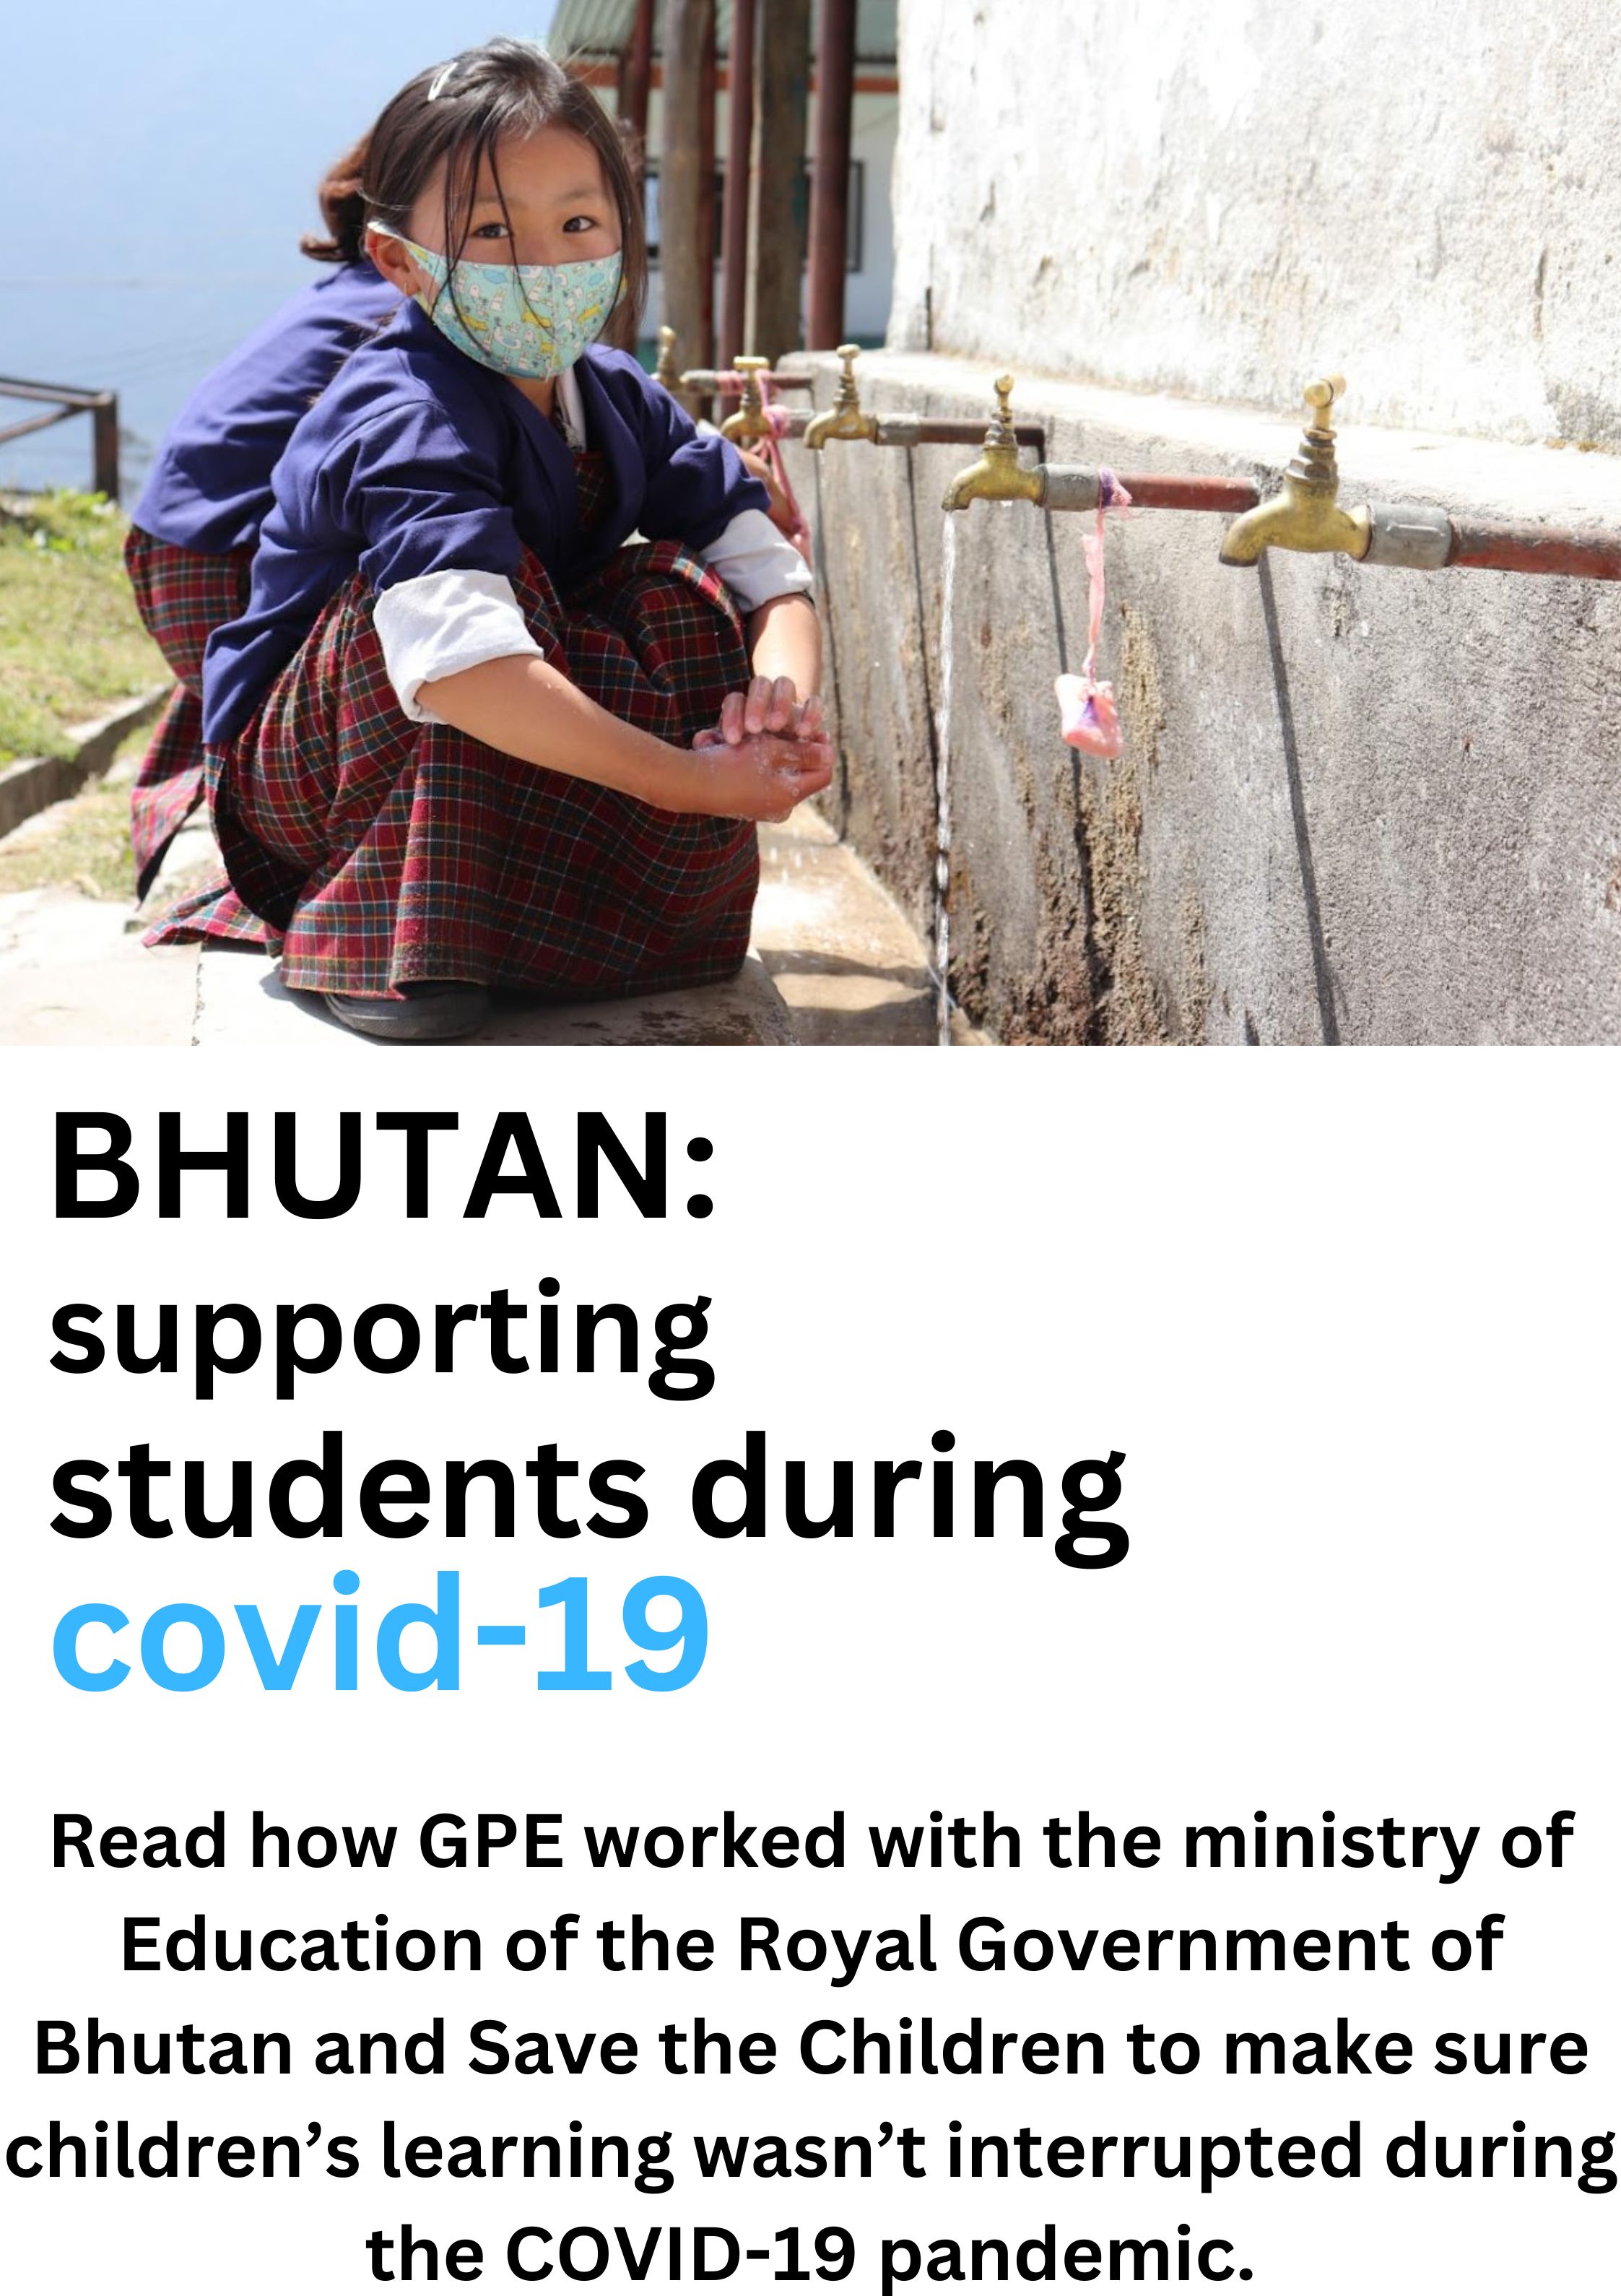 BHUTAN:
supporting
students during
covid-19
Read how GPE worked with the ministry of
Education of the Royal Government of
Bhutan and Save the Children to make sure
children’s learning wasn’t interrupted during
the COVID-19 pandemic.